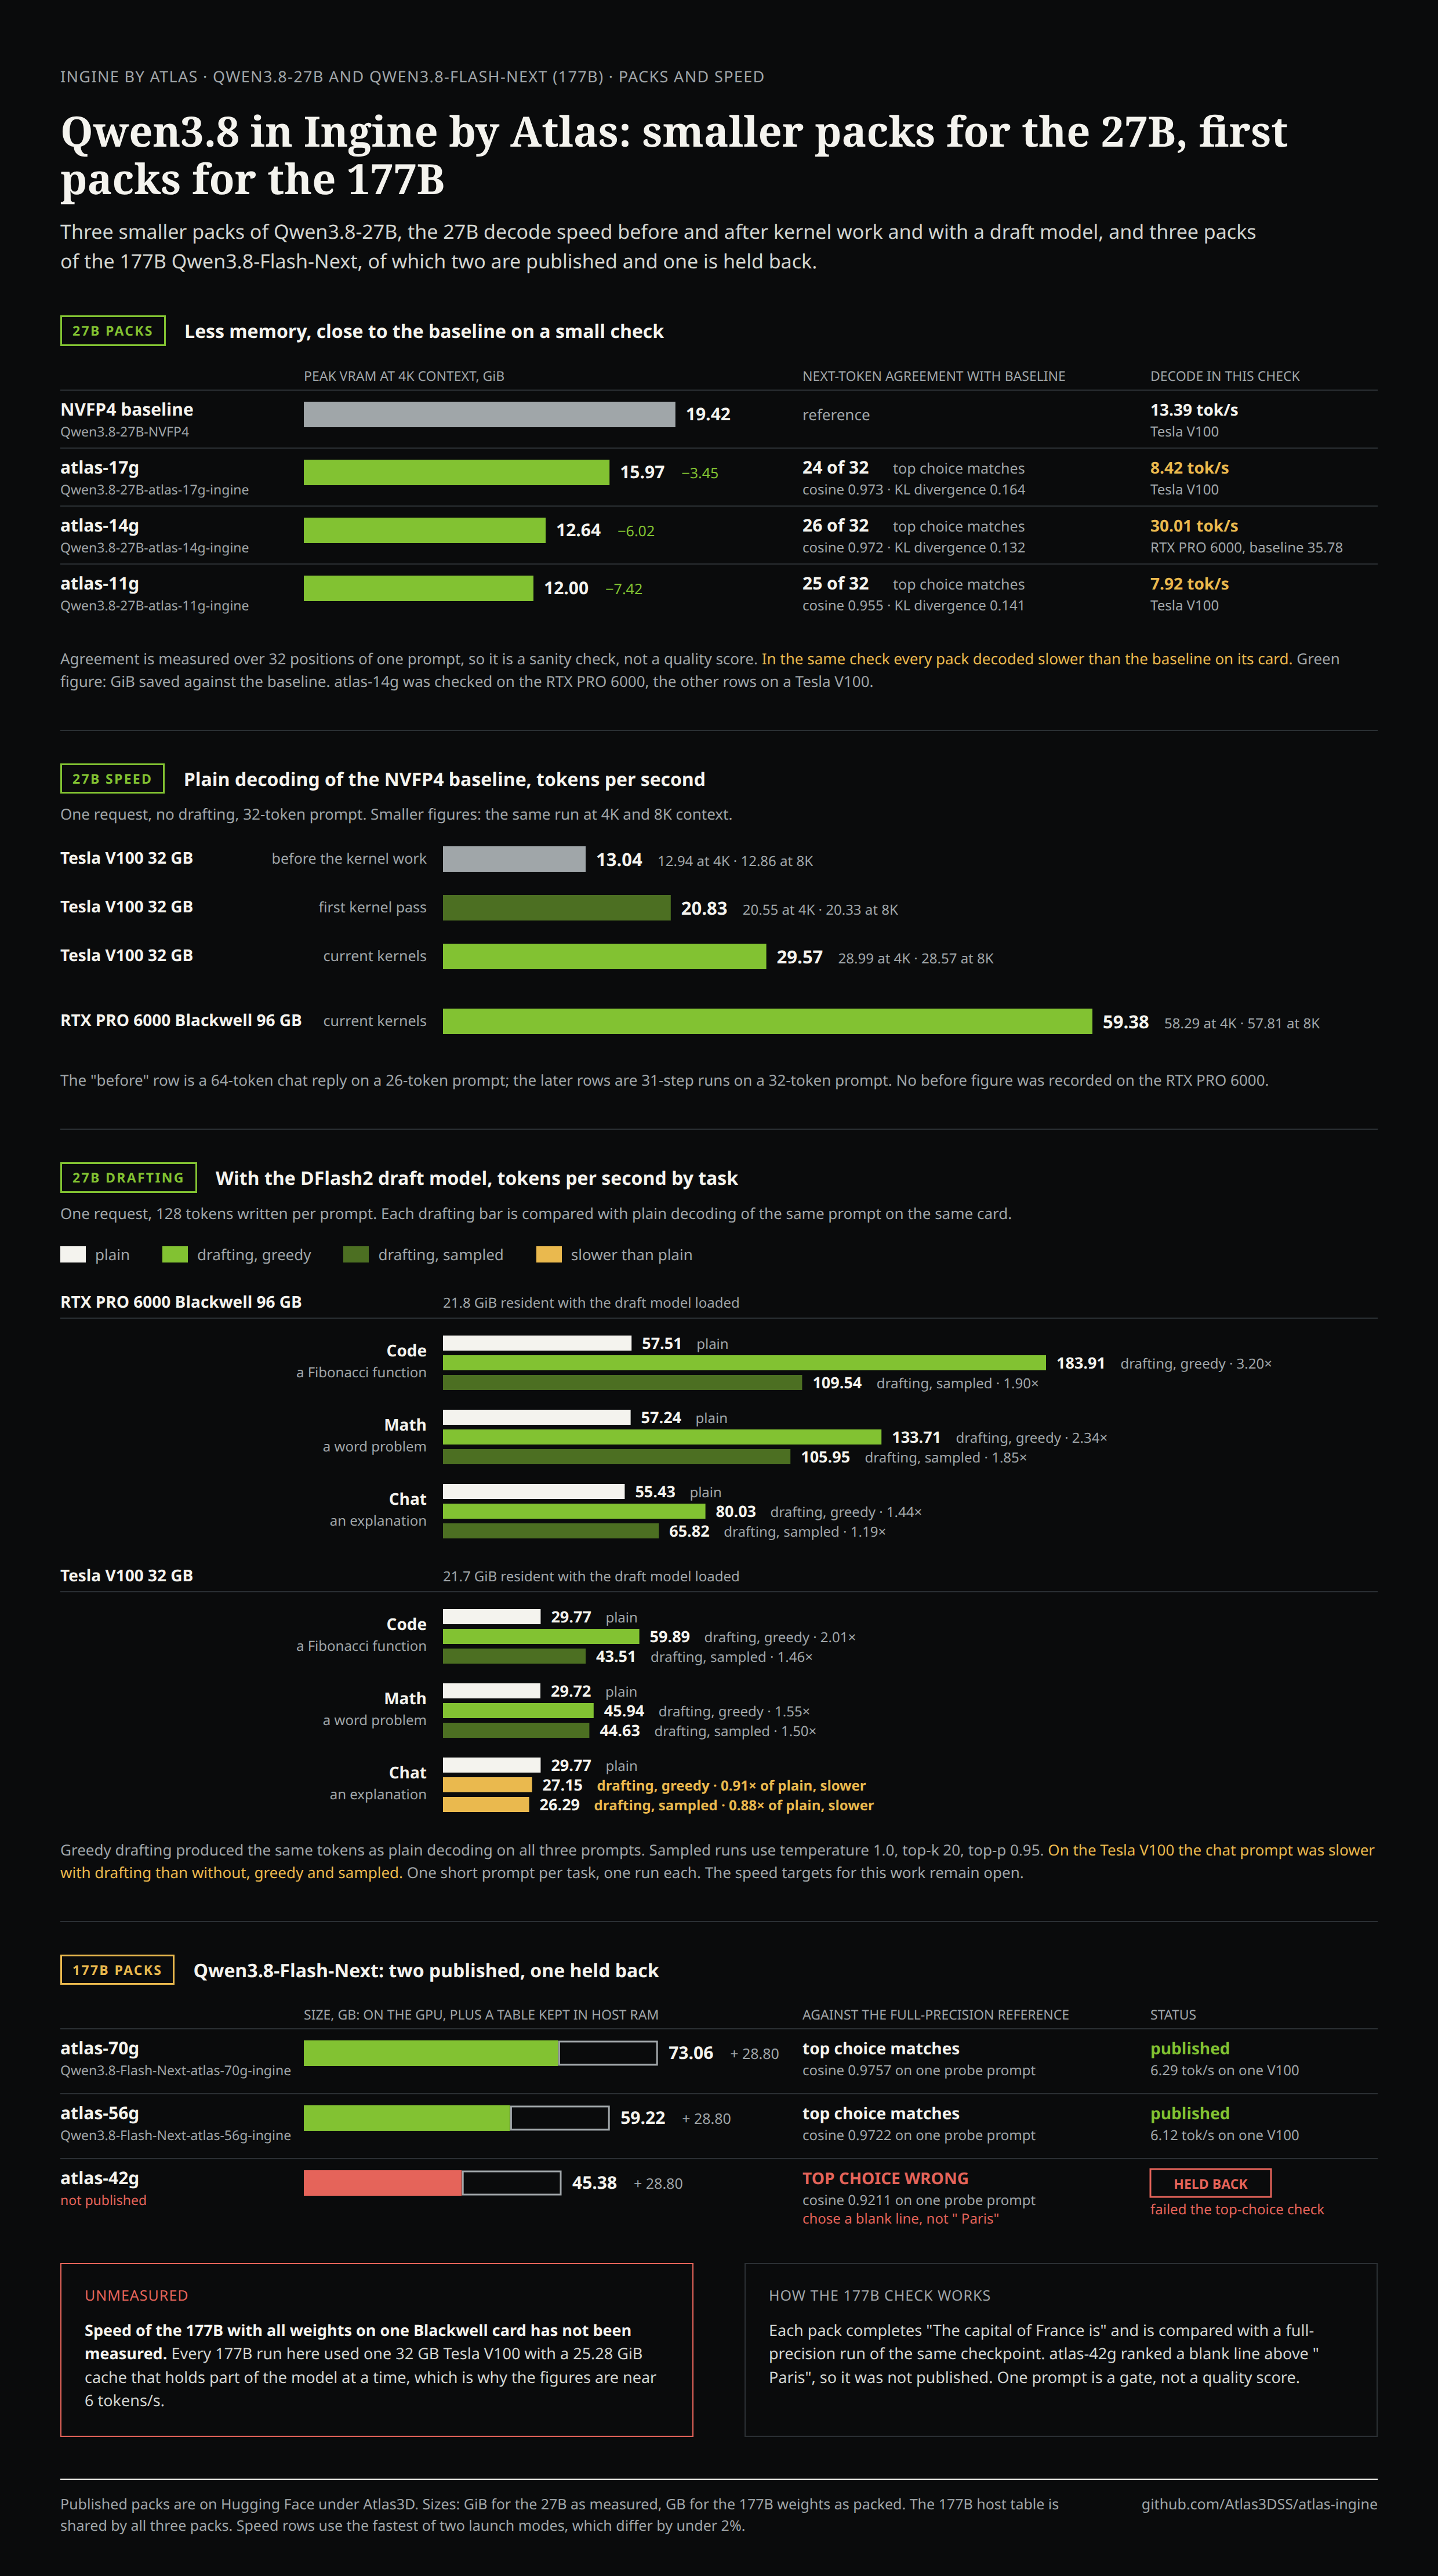 INGINE BY ATLAS · QWEN3.8-27B AND QWEN3.8-FLASH-NEXT (177B) · PACKS AND SPEED
Qwen3.8 in Ingine by Atlas: smaller packs for the 27B, first
packs for the 177B
Three smaller packs of Qwen3.8-27B, the 27B decode speed before and after kernel work and with a draft model, and three packs
of the 177B Qwen3.8-Flash-Next, of which two are published and one is held back.
27B PACKS Less memory, close to the baseline on a small check
PEAK VRAM AT 4K CONTEXT, GiB NEXT-TOKEN AGREEMENT WITH BASELINE DECODE IN THIS CHECK
NVFP4 baseline 19.42 reference 13.39 tok/s
Qwen3.8-27B-NVFP4 Tesla V100
atlas-17g 15.97 −3.45 24 of 32 top choice matches 8.42 tok/s
Qwen3.8-27B-atlas-17g-ingine cosine 0.973 · KL divergence 0.164 Tesla V100
atlas-14g 12.64 −6.02 26 of 32 top choice matches 30.01 tok/s
Qwen3.8-27B-atlas-14g-ingine cosine 0.972 · KL divergence 0.132 RTX PRO 6000, baseline 35.78
atlas-11g 12.00 −7.42 25 of 32 top choice matches 7.92 tok/s
Qwen3.8-27B-atlas-11g-ingine cosine 0.955 · KL divergence 0.141 Tesla V100
Agreement is measured over 32 positions of one prompt, so it is a sanity check, not a quality score. In the same check every pack decoded slower than the baseline on its card. Green
figure: GiB saved against the baseline. atlas-14g was checked on the RTX PRO 6000, the other rows on a Tesla V100.
27B SPEED Plain decoding of the NVFP4 baseline, tokens per second
One request, no drafting, 32-token prompt. Smaller figures: the same run at 4K and 8K context.
Tesla V100 32 GB before the kernel work 13.04 12.94 at 4K · 12.86 at 8K
Tesla V100 32 GB first kernel pass 20.83 20.55 at 4K · 20.33 at 8K
Tesla V100 32 GB current kernels 29.57 28.99 at 4K · 28.57 at 8K
RTX PRO 6000 Blackwell 96 GB current kernels 59.38 58.29 at 4K · 57.81 at 8K
The "before" row is a 64-token chat reply on a 26-token prompt; the later rows are 31-step runs on a 32-token prompt. No before figure was recorded on the RTX PRO 6000.
27B DRAFTING With the DFlash2 draft model, tokens per second by task
One request, 128 tokens written per prompt. Each drafting bar is compared with plain decoding of the same prompt on the same card.
plain drafting, greedy drafting, sampled slower than plain
RTX PRO 6000 Blackwell 96 GB 21.8 GiB resident with the draft model loaded
Code
a Fibonacci function
57.51 plain
183.91 drafting, greedy · 3.20×
109.54 drafting, sampled · 1.90×
Math
a word problem
57.24 plain
133.71 drafting, greedy · 2.34×
105.95 drafting, sampled · 1.85×
Chat
an explanation
55.43 plain
80.03 drafting, greedy · 1.44×
65.82 drafting, sampled · 1.19×
Tesla V100 32 GB 21.7 GiB resident with the draft model loaded
Code
a Fibonacci function
29.77 plain
59.89 drafting, greedy · 2.01×
43.51 drafting, sampled · 1.46×
Math
a word problem
29.72 plain
45.94 drafting, greedy · 1.55×
44.63 drafting, sampled · 1.50×
Chat
an explanation
29.77 plain
27.15 drafting, greedy · 0.91× of plain, slower
26.29 drafting, sampled · 0.88× of plain, slower
Greedy drafting produced the same tokens as plain decoding on all three prompts. Sampled runs use temperature 1.0, top-k 20, top-p 0.95. On the Tesla V100 the chat prompt was slower
with drafting than without, greedy and sampled. One short prompt per task, one run each. The speed targets for this work remain open.
177B PACKS Qwen3.8-Flash-Next: two published, one held back
SIZE, GB: ON THE GPU, PLUS A TABLE KEPT IN HOST RAM AGAINST THE FULL-PRECISION REFERENCE STATUS
atlas-70g 73.06 + 28.80 top choice matches published
Qwen3.8-Flash-Next-atlas-70g-ingine cosine 0.9757 on one probe prompt 6.29 tok/s on one V100
atlas-56g 59.22 + 28.80 top choice matches published
Qwen3.8-Flash-Next-atlas-56g-ingine cosine 0.9722 on one probe prompt 6.12 tok/s on one V100
atlas-42g 45.38 + 28.80 TOP CHOICE WRONG HELD BACK
not published cosine 0.9211 on one probe prompt failed the top-choice check
chose a blank line, not " Paris"
UNMEASURED
Speed of the 177B with all weights on one Blackwell card has not been
measured. Every 177B run here used one 32 GB Tesla V100 with a 25.28 GiB
cache that holds part of the model at a time, which is why the figures are near
6 tokens/s.
HOW THE 177B CHECK WORKS
Each pack completes "The capital of France is" and is compared with a full-
precision run of the same checkpoint. atlas-42g ranked a blank line above "
Paris", so it was not published. One prompt is a gate, not a quality score.
Published packs are on Hugging Face under Atlas3D. Sizes: GiB for the 27B as measured, GB for the 177B weights as packed. The 177B host table is
shared by all three packs. Speed rows use the fastest of two launch modes, which differ by under 2%.
github.com/Atlas3DSS/atlas-ingine